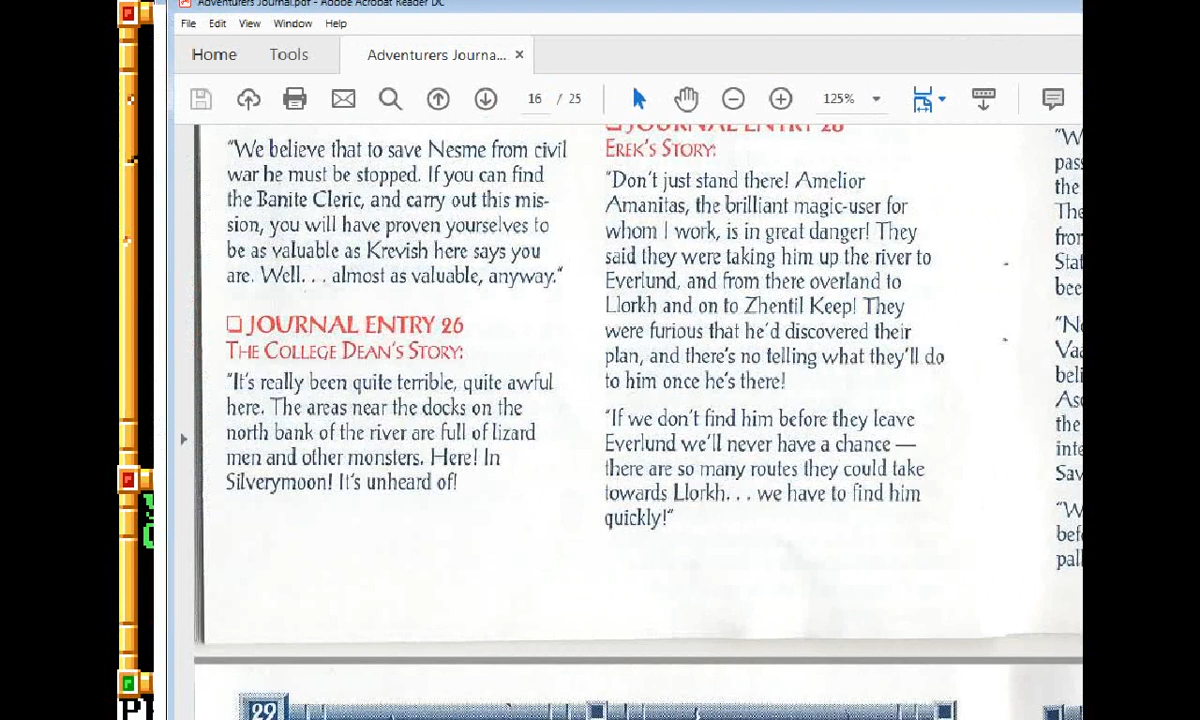 Adventurers Journal.pdf - Adobe Acrobat Reader DC
File Edit View Window Help
Home Tools Adventurers Journa... ×
16 / 25 125%
"We believe that to save Nesme from civil
war he must be stopped. If you can find
the Banite Cleric, and carry out this mis-
sion, you will have proven yourselves to
be as valuable as Krevish here says you
are. Well. . . almost as valuable, anyway."
❏ JOURNAL ENTRY 26
THE COLLEGE DEAN'S STORY:
"It's really been quite terrible, quite awful
here. The areas near the docks on the
north bank of the river are full of lizard
men and other monsters. Here! In
Silverymoon! It's unheard of!
❏ JOURNAL ENTRY 28
EREK'S STORY:
"Don't just stand there! Amelior
Amanitas, the brilliant magic-user for
whom I work, is in great danger! They
said they were taking him up the river to
Everlund, and from there overland to
Llorkh and on to Zhentil Keep! They
were furious that he'd discovered their
plan, and there's no telling what they'll do
to him once he's there!
"If we don't find him before they leave
Everlund we'll never have a chance —
there are so many routes they could take
towards Llorkh. . . we have to find him
quickly!"
the
The
the
29